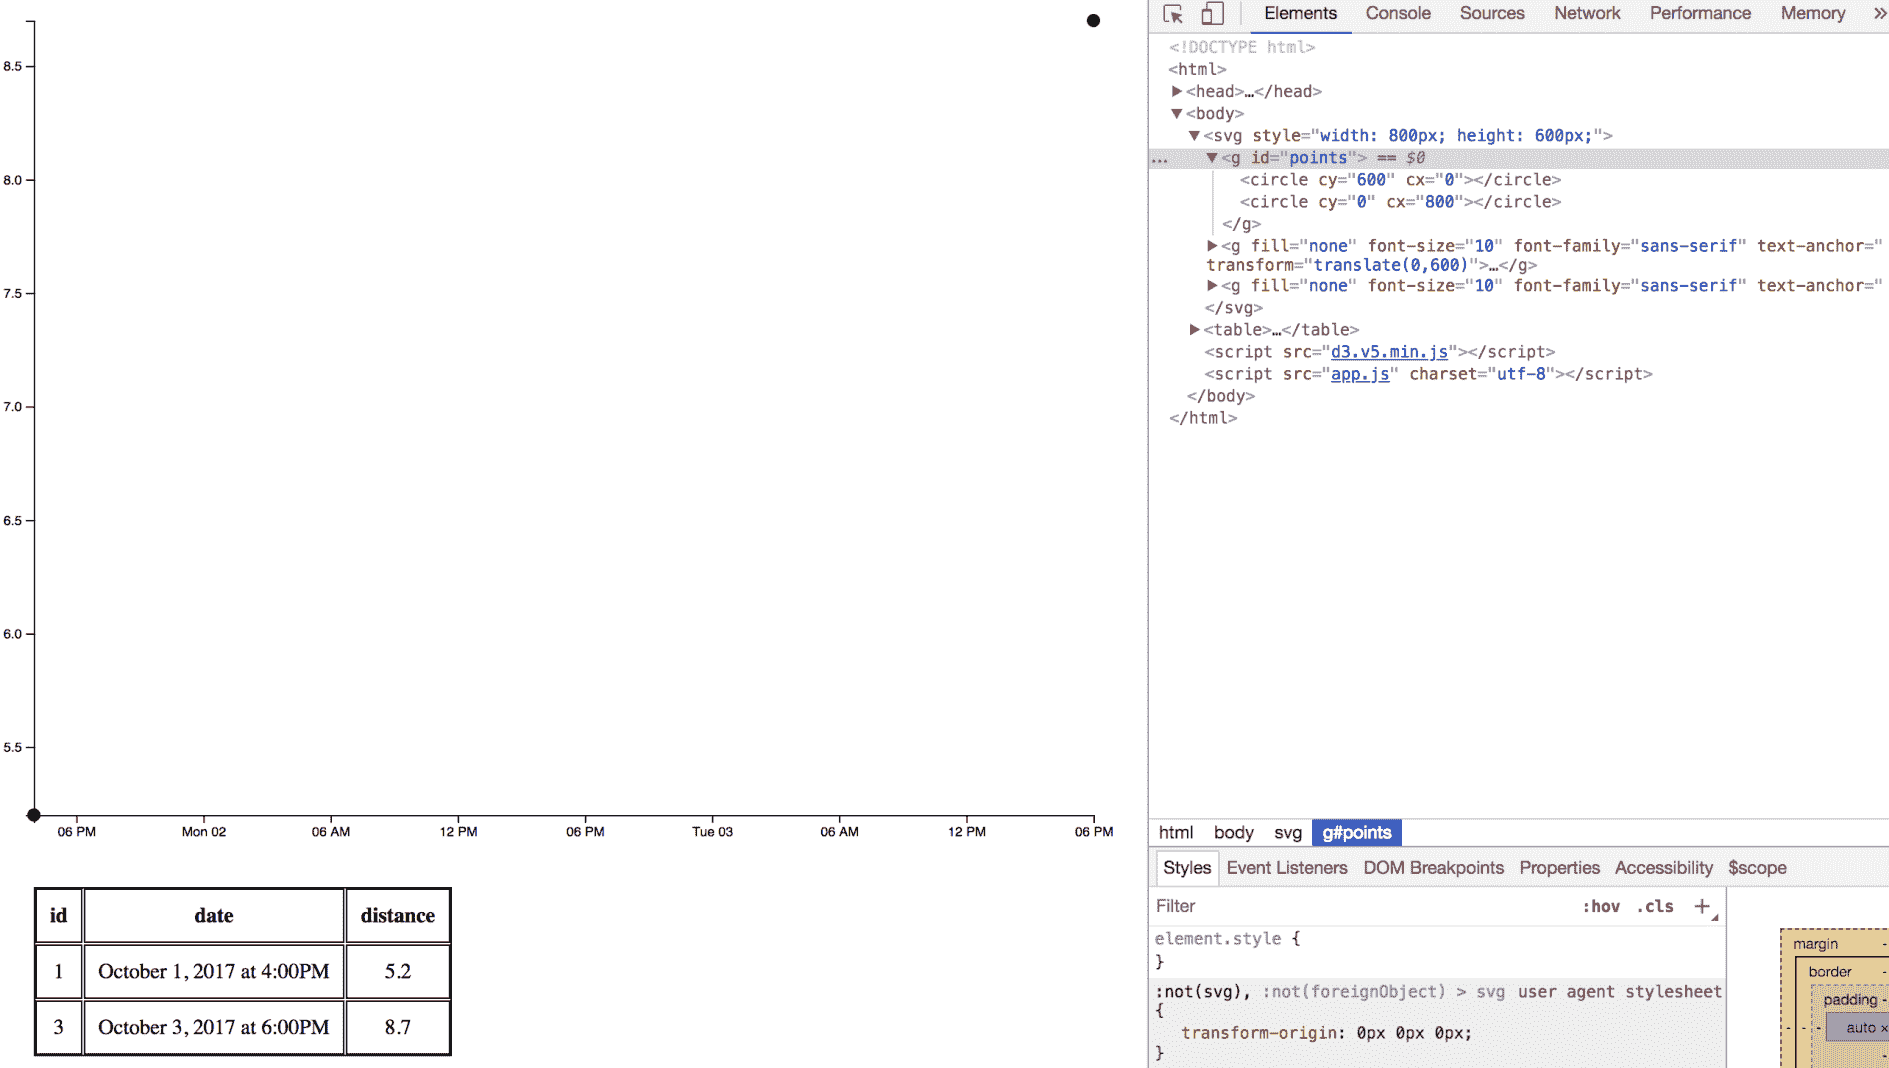 8.5
8.0
7.5
7.0
6.5
6.0
5.5
06 PM Mon 02 06 AM 12 PM 06 PM Tue 03 06 AM 12 PM 06 PM
id date distance
1 October 1, 2017 at 4:00PM 5.2
3 October 3, 2017 at 6:00PM 8.7
Elements Console Sources Network Performance Memory »
<!DOCTYPE html>
<html>
▶<head>…</head>
▼<body>
▼<svg style="width: 800px; height: 600px;">
… ▼<g id="points"> == $0
<circle cy="600" cx="0"></circle>
<circle cy="0" cx="800"></circle>
</g>
▶<g fill="none" font-size="10" font-family="sans-serif" text-anchor="
transform="translate(0,600)">…</g>
▶<g fill="none" font-size="10" font-family="sans-serif" text-anchor="
</svg>
▶<table>…</table>
<script src="d3.v5.min.js"></script>
<script src="app.js" charset="utf-8"></script>
</body>
</html>
html body svg g#points
Styles Event Listeners DOM Breakpoints Properties Accessibility $scope
Filter :hov .cls +
element.style {
}
:not(svg), :not(foreignObject) > svg user agent stylesheet
{
transform-origin: 0px 0px 0px;
}
margin -
border -
padding -
- - - auto ×
-